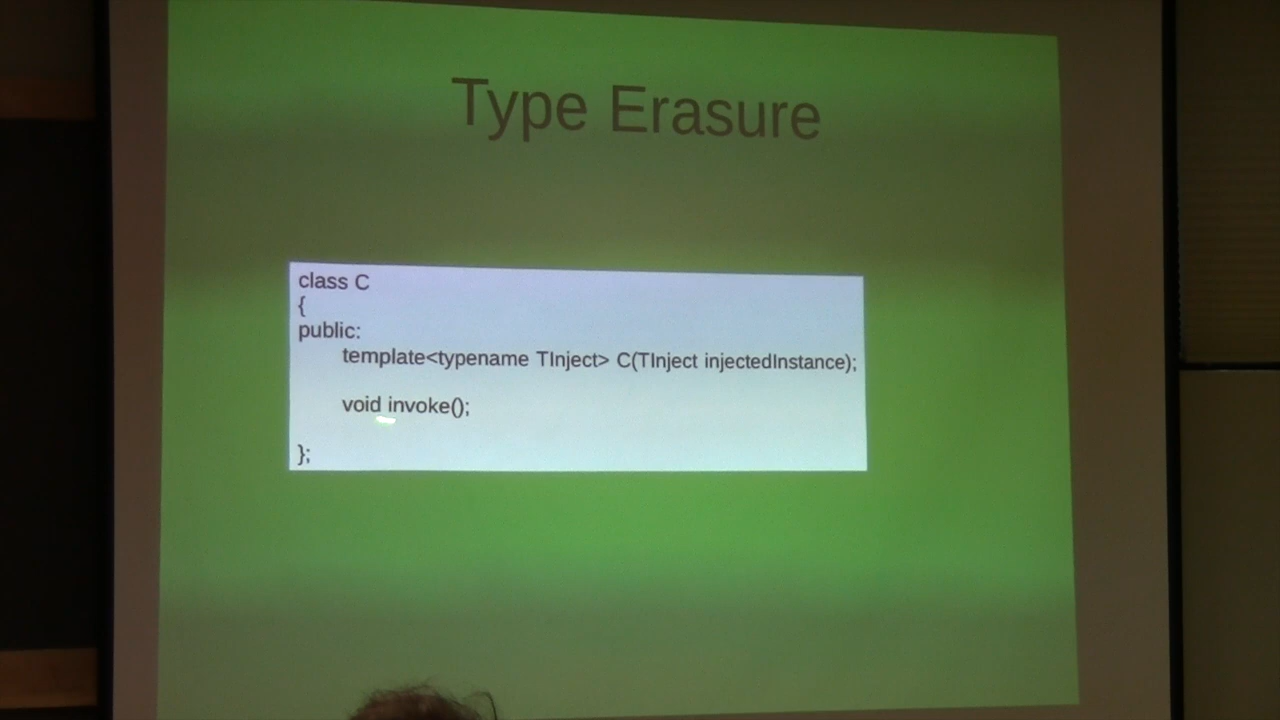 Type Erasure
class C
{
public:
template<typename TInject> C(TInject injectedInstance);
void invoke();
};